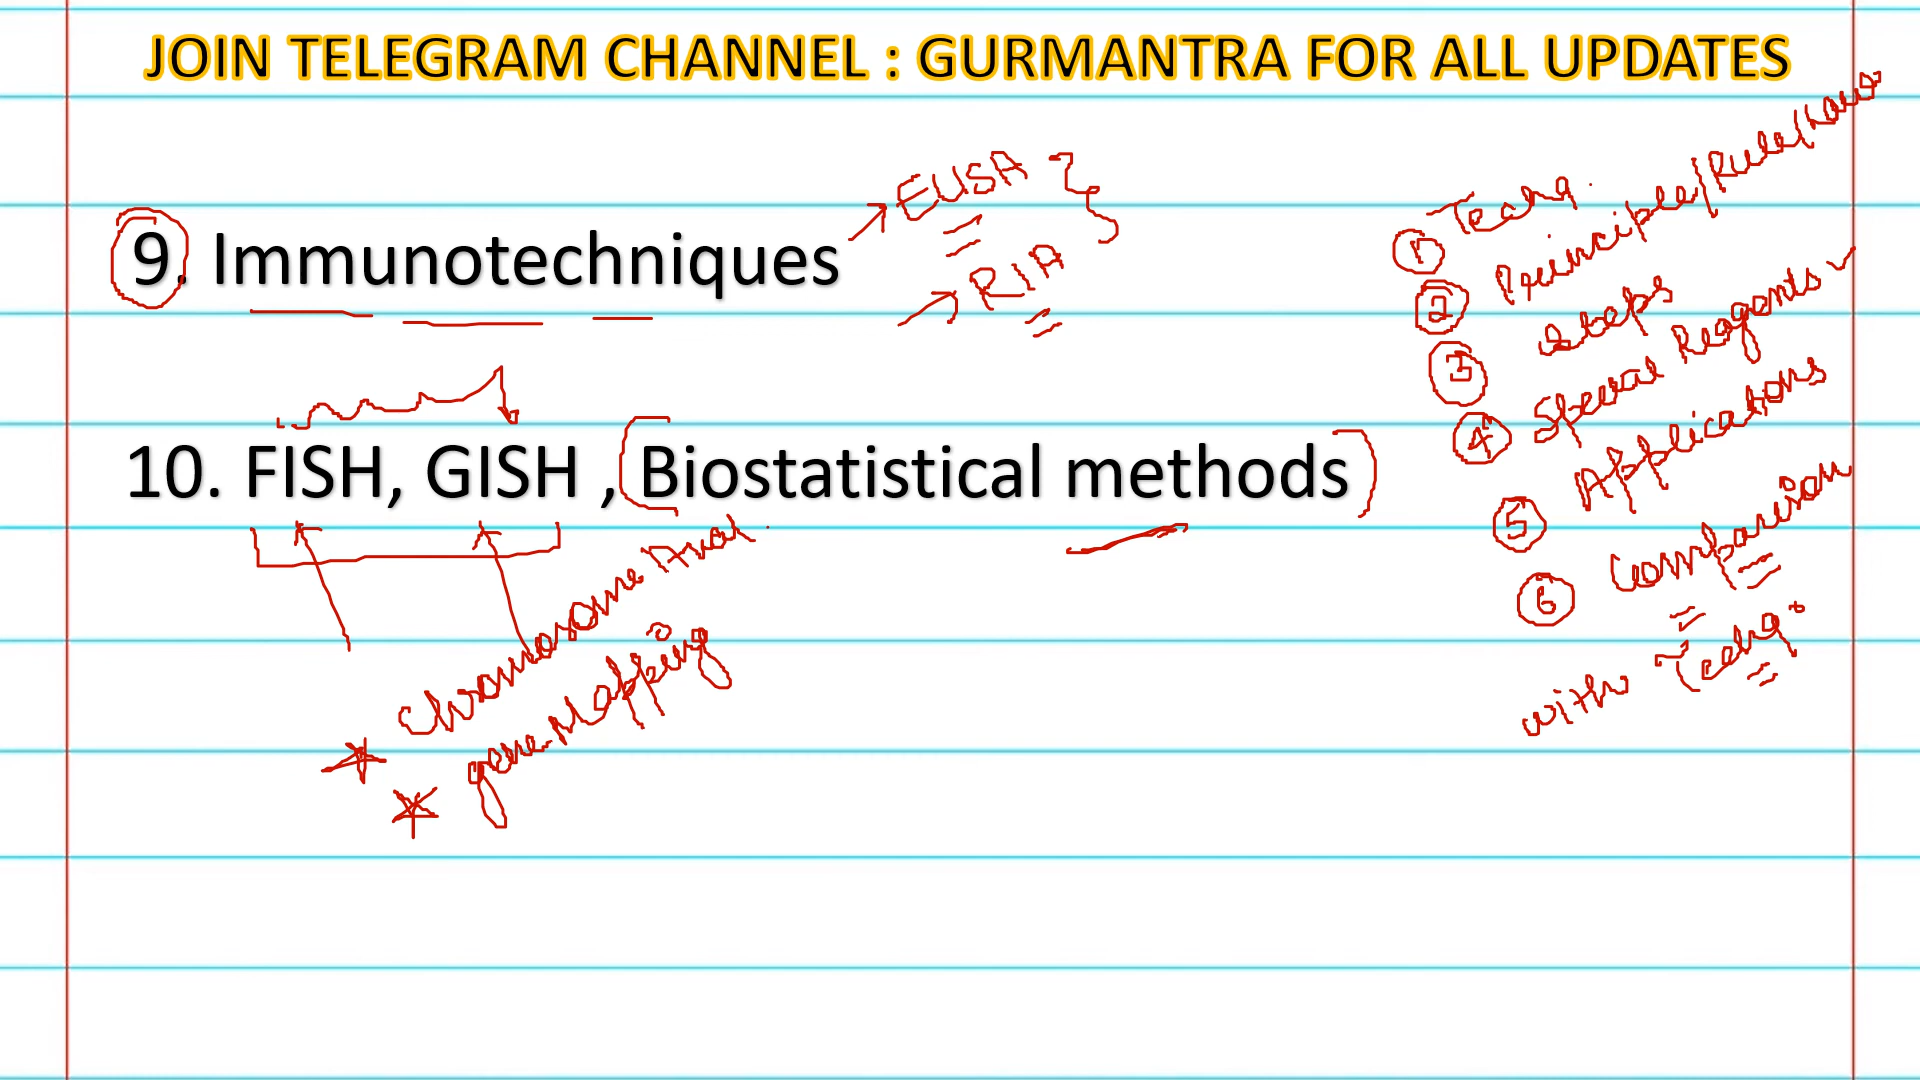 JOIN TELEGRAM CHANNEL : GURMANTRA FOR ALL UPDATES
9. Immunotechniques
ELISA
RIA
10. FISH, GISH , Biostatistical methods
* Chromosome Anal
* gene Mapping
① Techq.
② Principle/Rule/Laws
③ Steps
④ Special Reagents
⑤ Applications
⑥ Comparision
with Techq.